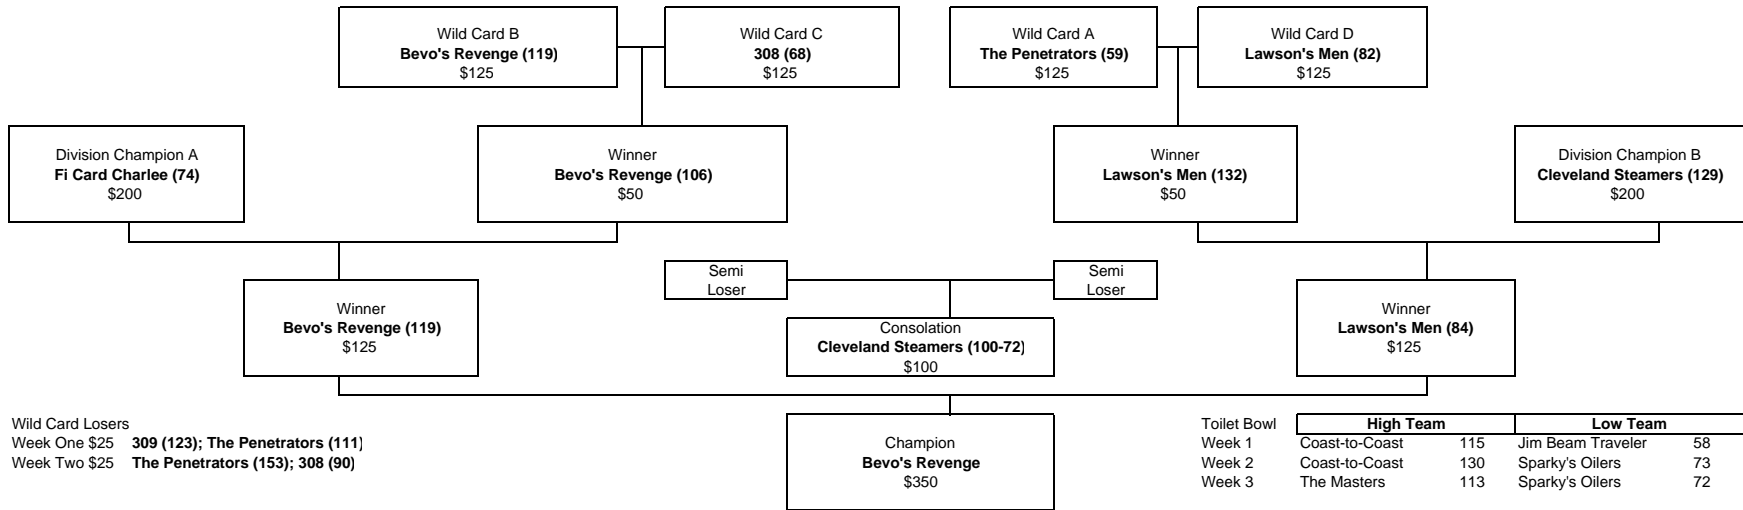 Wild Card B
Bevo's Revenge (119)
$125
Wild Card C
308 (68)
$125
Wild Card A
The Penetrators (59)
$125
Wild Card D
Lawson's Men (82)
$125
Division Champion A
Fi Card Charlee (74)
$200
Winner
Bevo's Revenge (106)
$50
Winner
Lawson's Men (132)
$50
Division Champion B
Cleveland Steamers (129)
$200
Semi
Loser
Semi
Loser
Winner
Bevo's Revenge (119)
$125
Consolation
Cleveland Steamers (100-72)
$100
Winner
Lawson's Men (84)
$125
Wild Card Losers
Week One $25 309 (123); The Penetrators (111)
Week Two $25 The Penetrators (153); 308 (90)
Champion
Bevo's Revenge
$350
Toilet Bowl High Team Low Team
Week 1 Coast-to-Coast 115 Jim Beam Traveler 58
Week 2 Coast-to-Coast 130 Sparky's Oilers 73
Week 3 The Masters 113 Sparky's Oilers 72